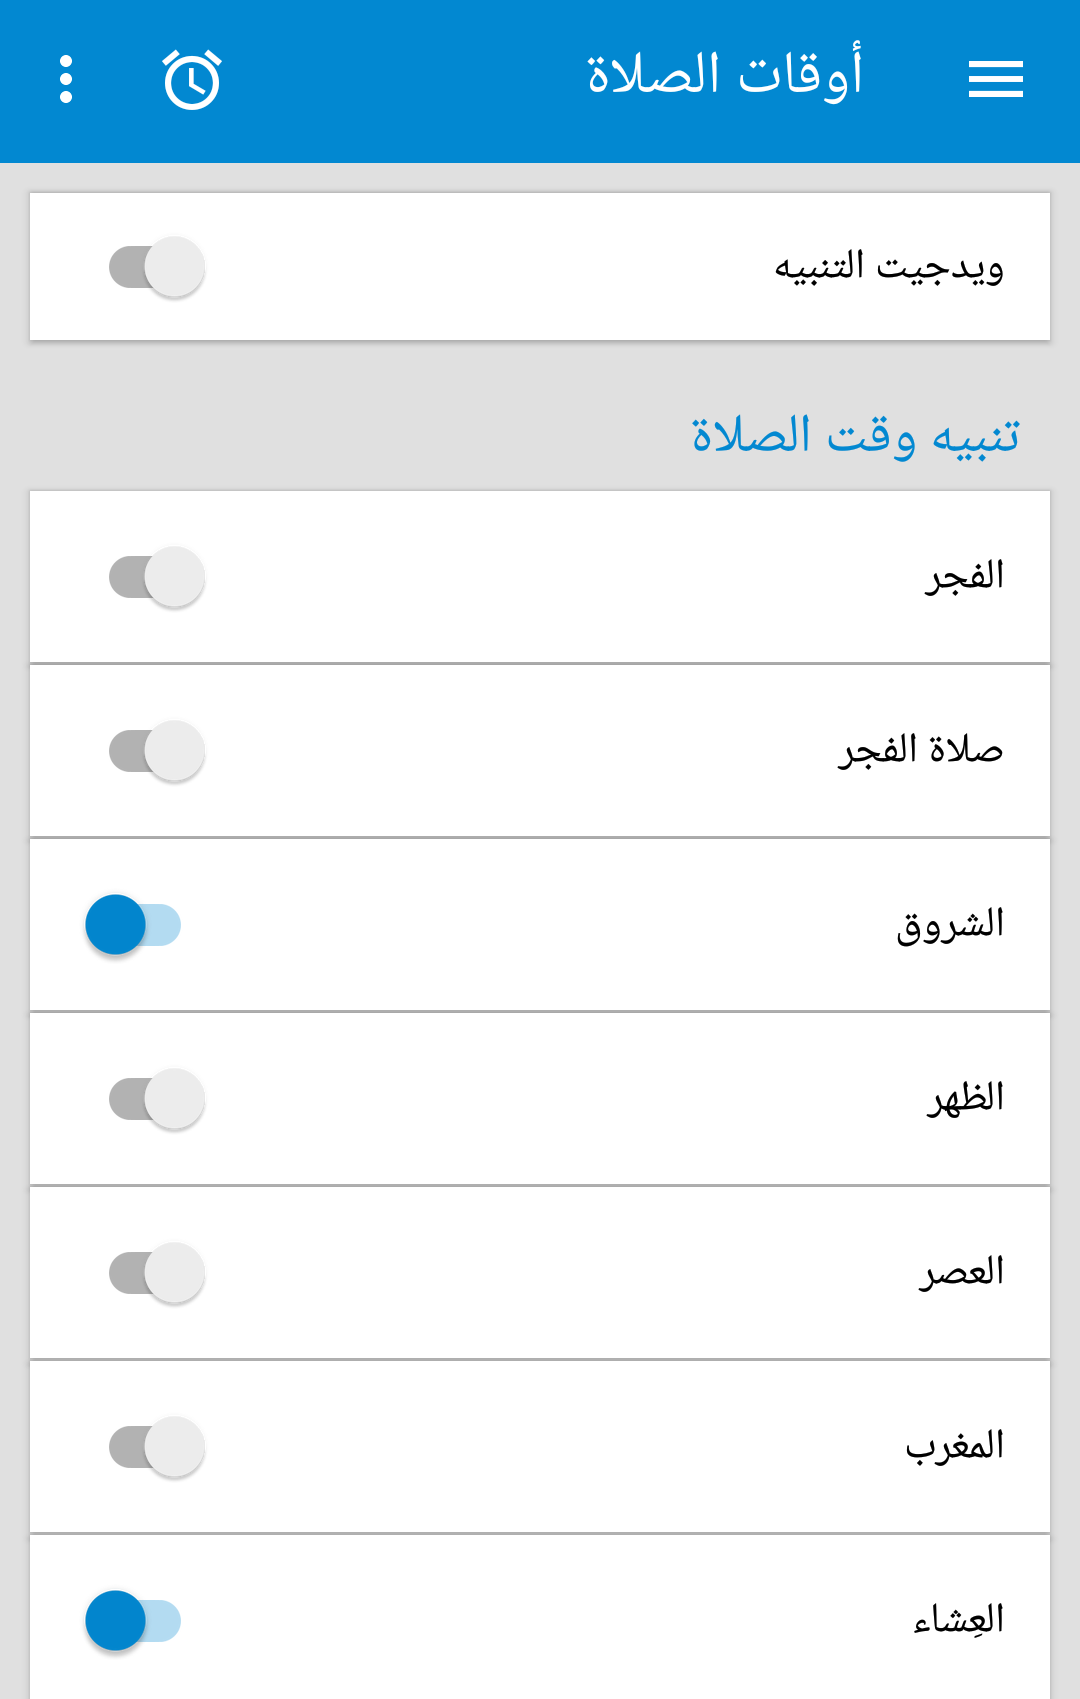 أوقات الصلاة
ويدجيت التنبيه
تنبيه وقت الصلاة
الفجر
صلاة الفجر
الشروق
الظهر
العصر
المغرب
العِشاء